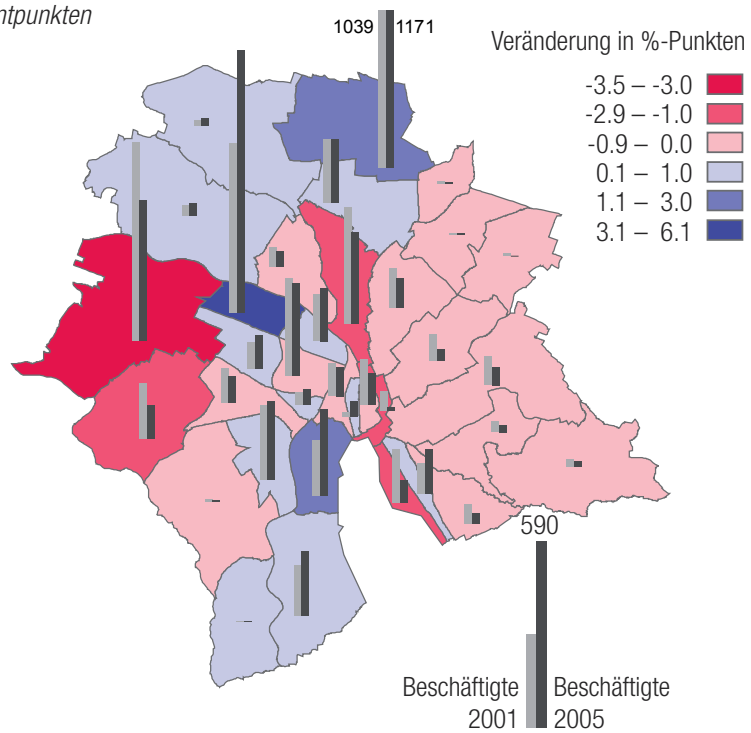 ntpunkten
1039 1171
Veränderung in %-Punkten
-3.5 – -3.0
-2.9 – -1.0
-0.9 – 0.0
0.1 – 1.0
1.1 – 3.0
3.1 – 6.1
590
Beschäftigte Beschäftigte
2001 2005